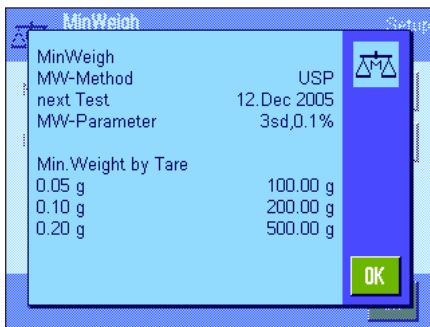 MinWeigh
Setup
MinWeigh
MW-Method USP
next Test 12.Dec 2005
MW-Parameter 3sd,0.1%
Min.Weight by Tare
0.05 g 100.00 g
0.10 g 200.00 g
0.20 g 500.00 g
OK